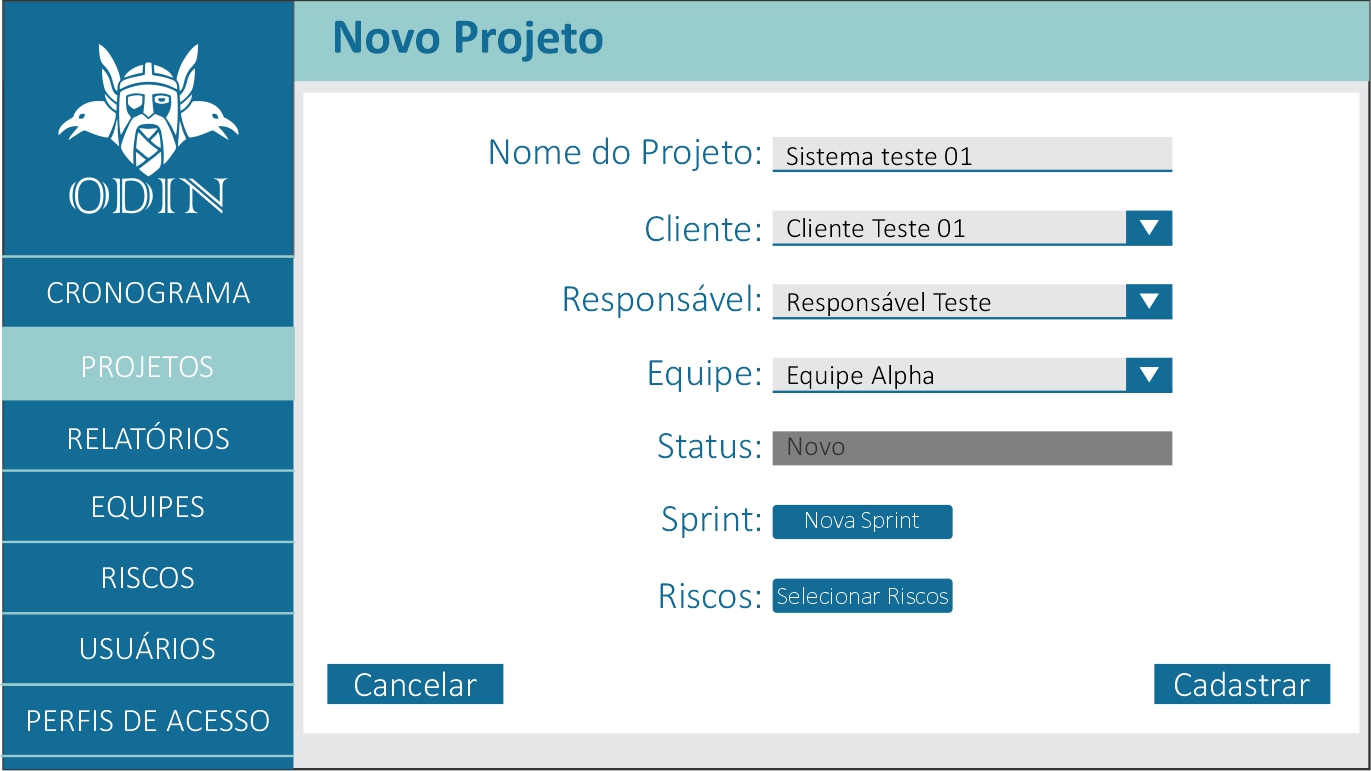 ODIN
CRONOGRAMA
PROJETOS
RELATÓRIOS
EQUIPES
RISCOS
USUÁRIOS
PERFIS DE ACESSO
Novo Projeto
Nome do Projeto: Sistema teste 01
Cliente: Cliente Teste 01
Responsável: Responsável Teste
Equipe: Equipe Alpha
Status: Novo
Sprint: Nova Sprint
Riscos: Selecionar Riscos
Cancelar Cadastrar